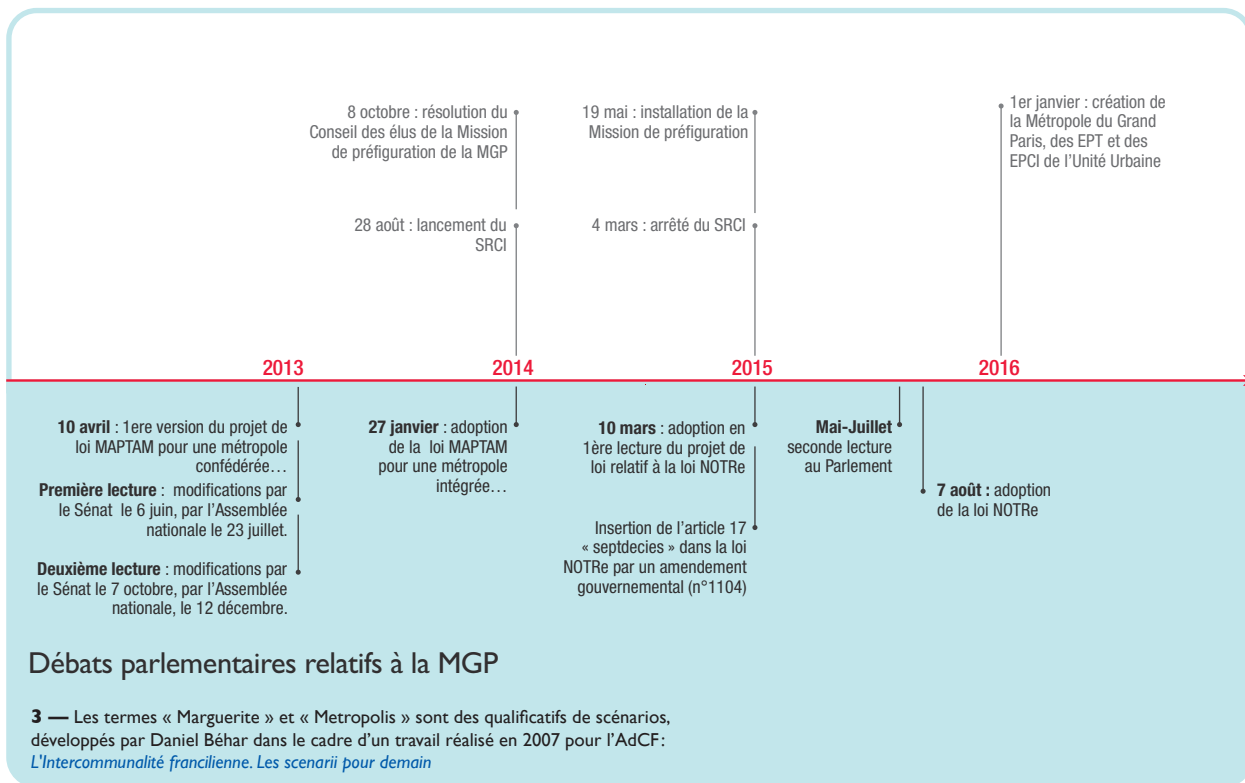 8 octobre : résolution du
Conseil des élus de la Mission
de préfiguration de la MGP
19 mai : installation de la
Mission de préfiguration
1er janvier : création de
la Métropole du Grand
Paris, des EPT et des
EPCI de l'Unité Urbaine
28 août : lancement du
SRCI
4 mars : arrêté du SRCI
2013
2014
2015
2016
10 avril : 1ere version du projet de
loi MAPTAM pour une métropole
confédérée…
Première lecture : modifications par
le Sénat le 6 juin, par l'Assemblée
nationale le 23 juillet.
Deuxième lecture : modifications par
le Sénat le 7 octobre, par l'Assemblée
nationale, le 12 décembre.
27 janvier : adoption
de la loi MAPTAM
pour une métropole
intégrée…
10 mars : adoption en
1ère lecture du projet de
loi relatif à la loi NOTRe
Insertion de l'article 17
« septdecies » dans la loi
NOTRe par un amendement
gouvernemental (n°1104)
Mai-Juillet
seconde lecture
au Parlement
7 août : adoption
de la loi NOTRe
Débats parlementaires relatifs à la MGP
3 — Les termes « Marguerite » et « Metropolis » sont des qualificatifs de scénarios,
développés par Daniel Béhar dans le cadre d'un travail réalisé en 2007 pour l'AdCF:
L'Intercommunalité francilienne. Les scenarii pour demain